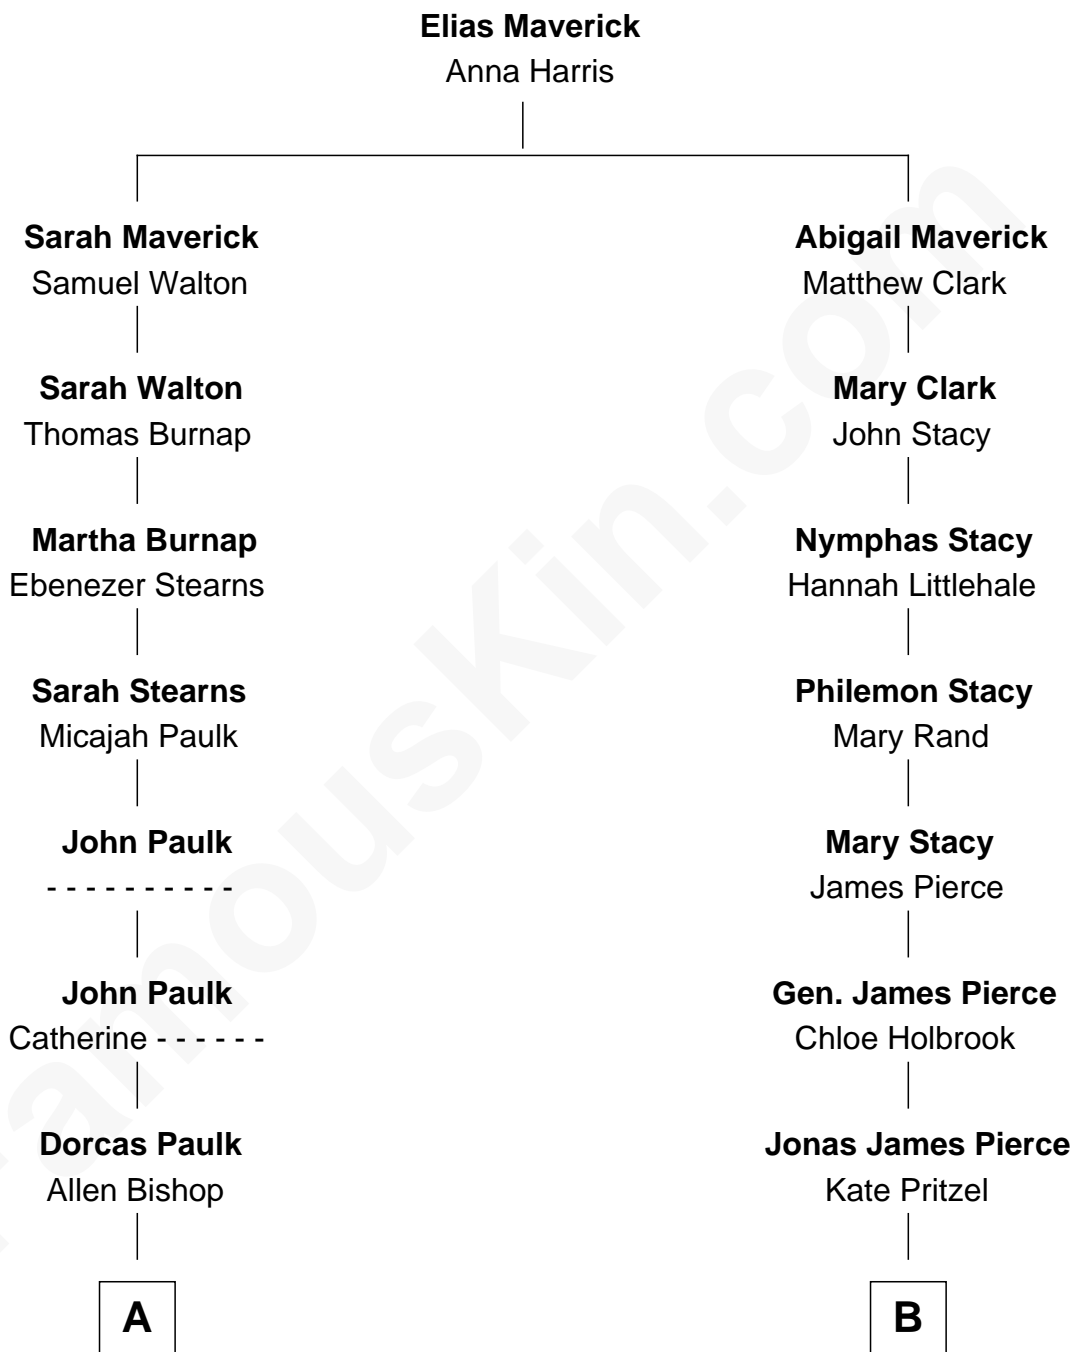 Elias Maverick
Anna Harris
Sarah Maverick
Samuel Walton
Sarah Walton
Thomas Burnap
Martha Burnap
Ebenezer Stearns
Sarah Stearns
Micajah Paulk
John Paulk
- - - - - - - - - -
John Paulk
Catherine - - - - - -
Dorcas Paulk
Allen Bishop
A
Abigail Maverick
Matthew Clark
Mary Clark
John Stacy
Nymphas Stacy
Hannah Littlehale
Philemon Stacy
Mary Rand
Mary Stacy
James Pierce
Gen. James Pierce
Chloe Holbrook
Jonas James Pierce
Kate Pritzel
B
FamousKin.com